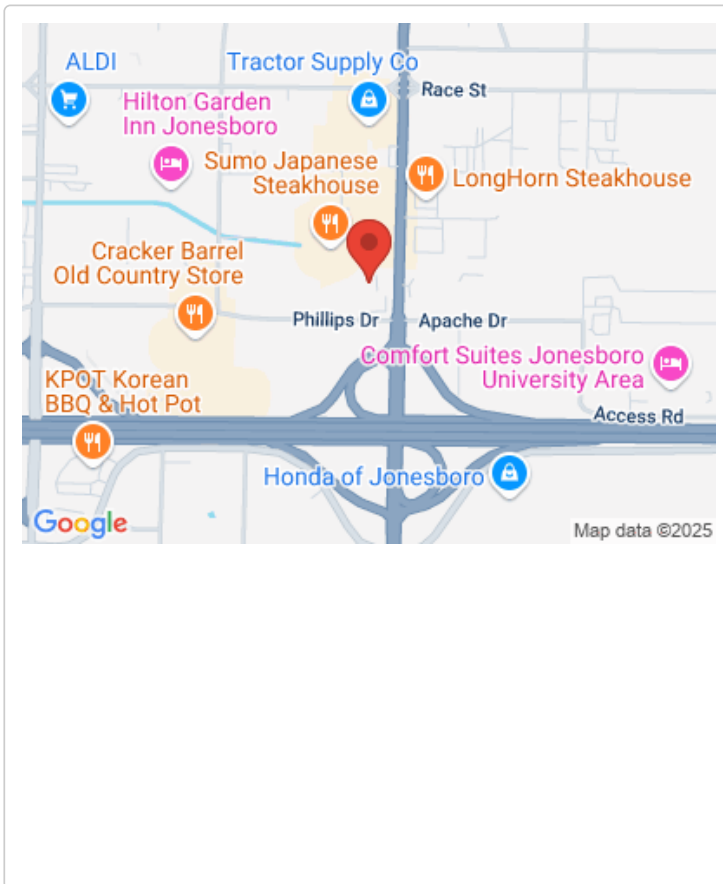 ALDI
Tractor Supply Co
Race St
Hilton Garden
Inn Jonesboro
Sumo Japanese
Steakhouse
LongHorn Steakhouse
Cracker Barrel
Old Country Store
Phillips Dr
Apache Dr
Comfort Suites Jonesboro
University Area
KPOT Korean
BBQ & Hot Pot
Access Rd
Honda of Jonesboro
Google
Map data ©2025